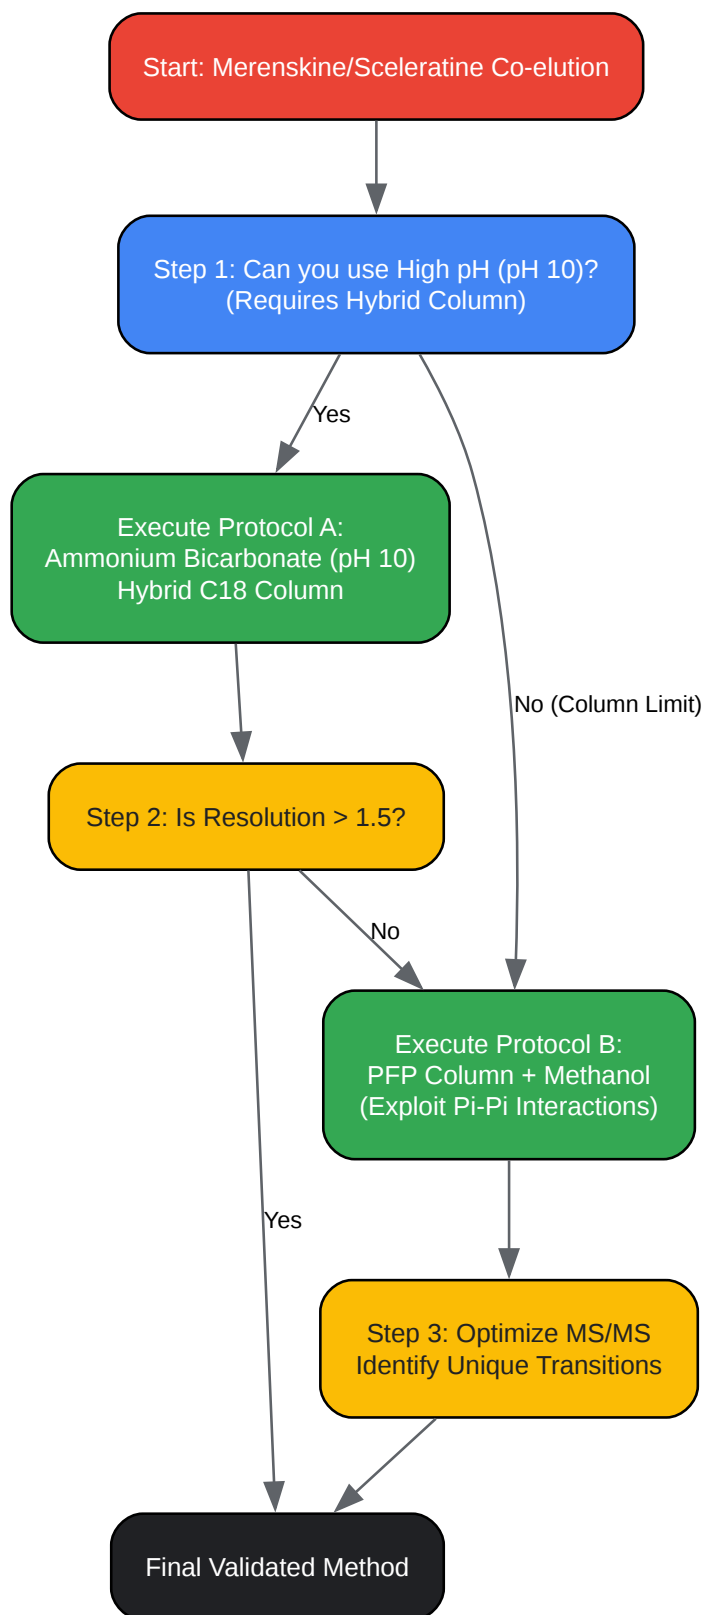 Start: Merenskine/Sceleratine Co-elution
Step 1: Can you use High pH (pH 10)?
(Requires Hybrid Column)
Yes
Execute Protocol A:
Ammonium Bicarbonate (pH 10)
Hybrid C18 Column
No (Column Limit)
Step 2: Is Resolution > 1.5?
No
Execute Protocol B:
PFP Column + Methanol
(Exploit Pi-Pi Interactions)
Yes
Step 3: Optimize MS/MS
Identify Unique Transitions
Final Validated Method